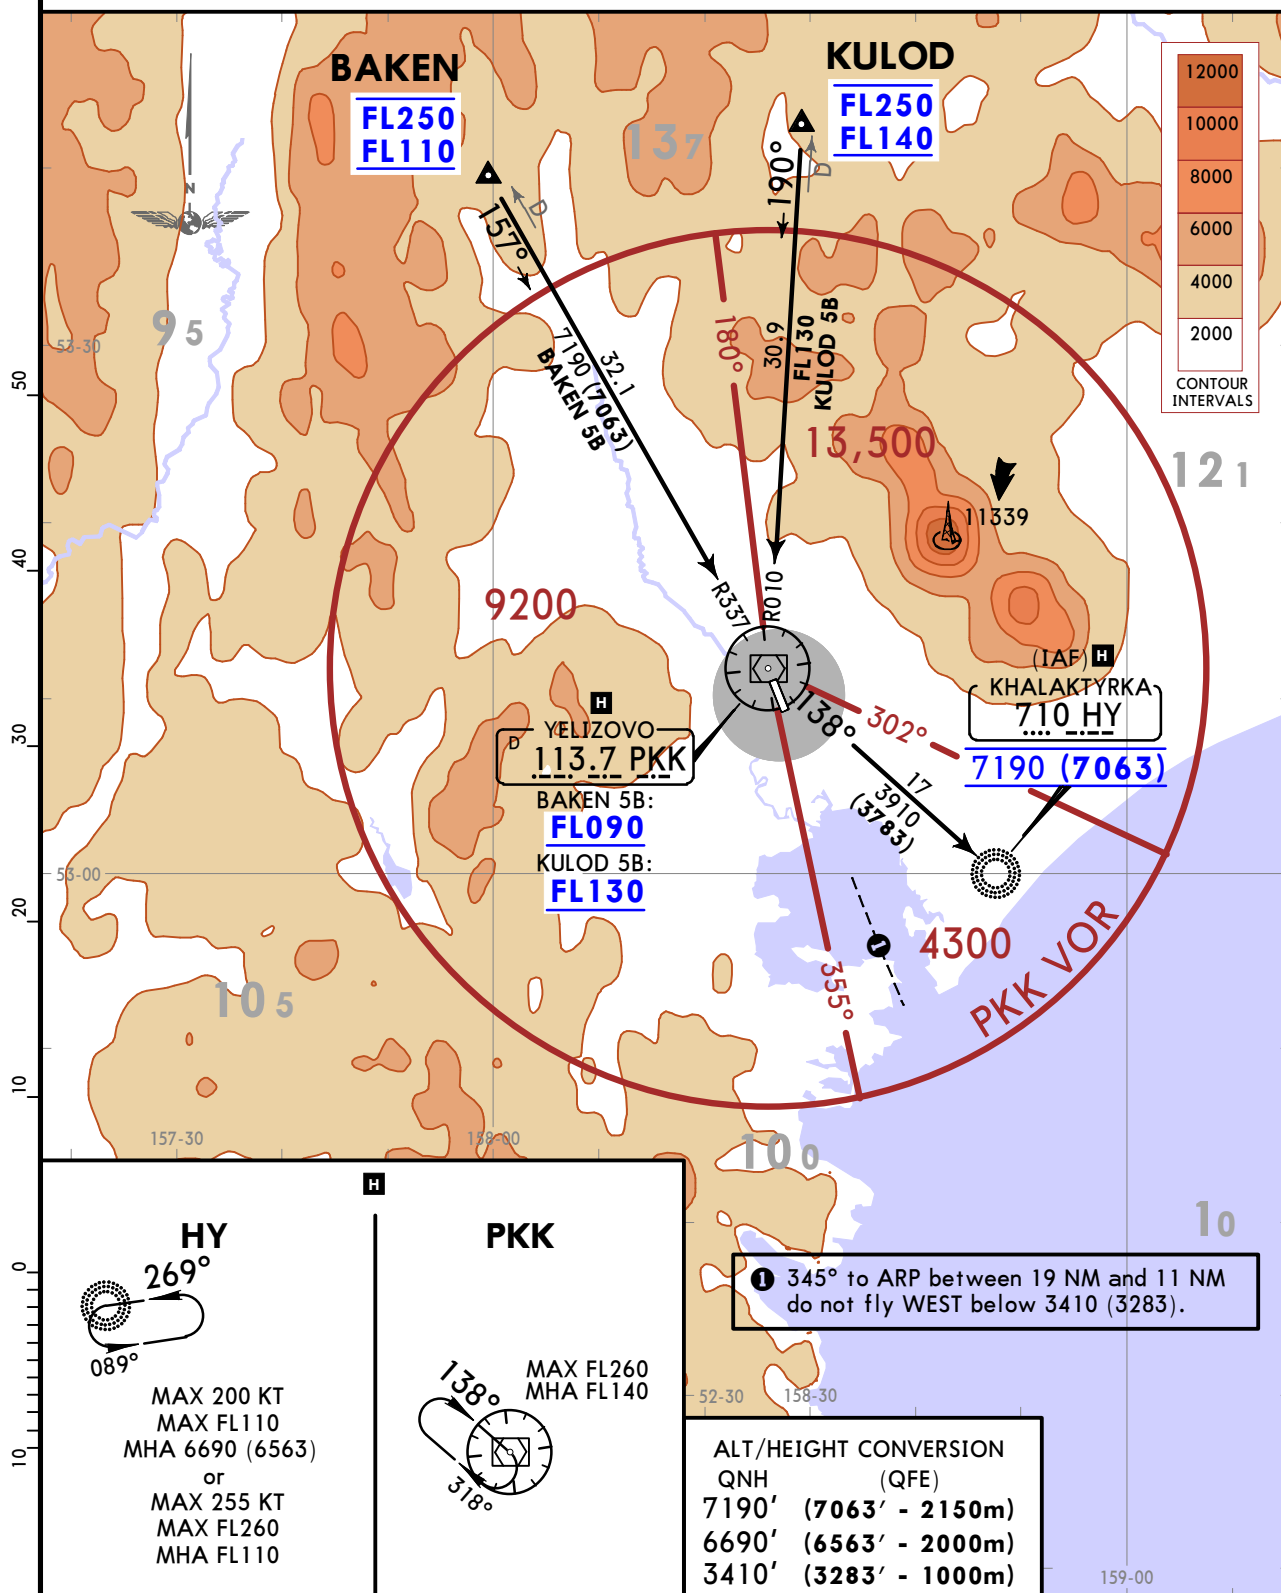 BAKEN
FL250
FL110
KULOD
FL250
FL140
137
12000
10000
8000
6000
4000
2000
CONTOUR
INTERVALS
N
D
D
157°
190°
95
53-30
7190 (7063)
32.1
BAKEN 5B
180°
30.9
FL130
KULOD 5B
50
13,500
121
11339
40
9200
R337
R010
(IAF) H
KHALAKTYRKA
710 HY
7190 (7063)
H
YELIZOVO
D 113.7 PKK
138°
302°
30
17
3910
(3783)
BAKEN 5B:
FL090
KULOD 5B:
FL130
53-00
20
1
4300
355°
PKK VOR
105
10
157-30
158-00
100
10
H
HY
269°
089°
MAX 200 KT
MAX FL110
MHA 6690 (6563)
or
MAX 255 KT
MAX FL260
MHA FL110
PKK
138°
318°
MAX FL260
MHA FL140
0
10
1 345° to ARP between 19 NM and 11 NM
do not fly WEST below 3410 (3283).
52-30
158-30
ALT/HEIGHT CONVERSION
QNH (QFE)
7190' (7063' - 2150m)
6690' (6563' - 2000m)
3410' (3283' - 1000m)
159-00